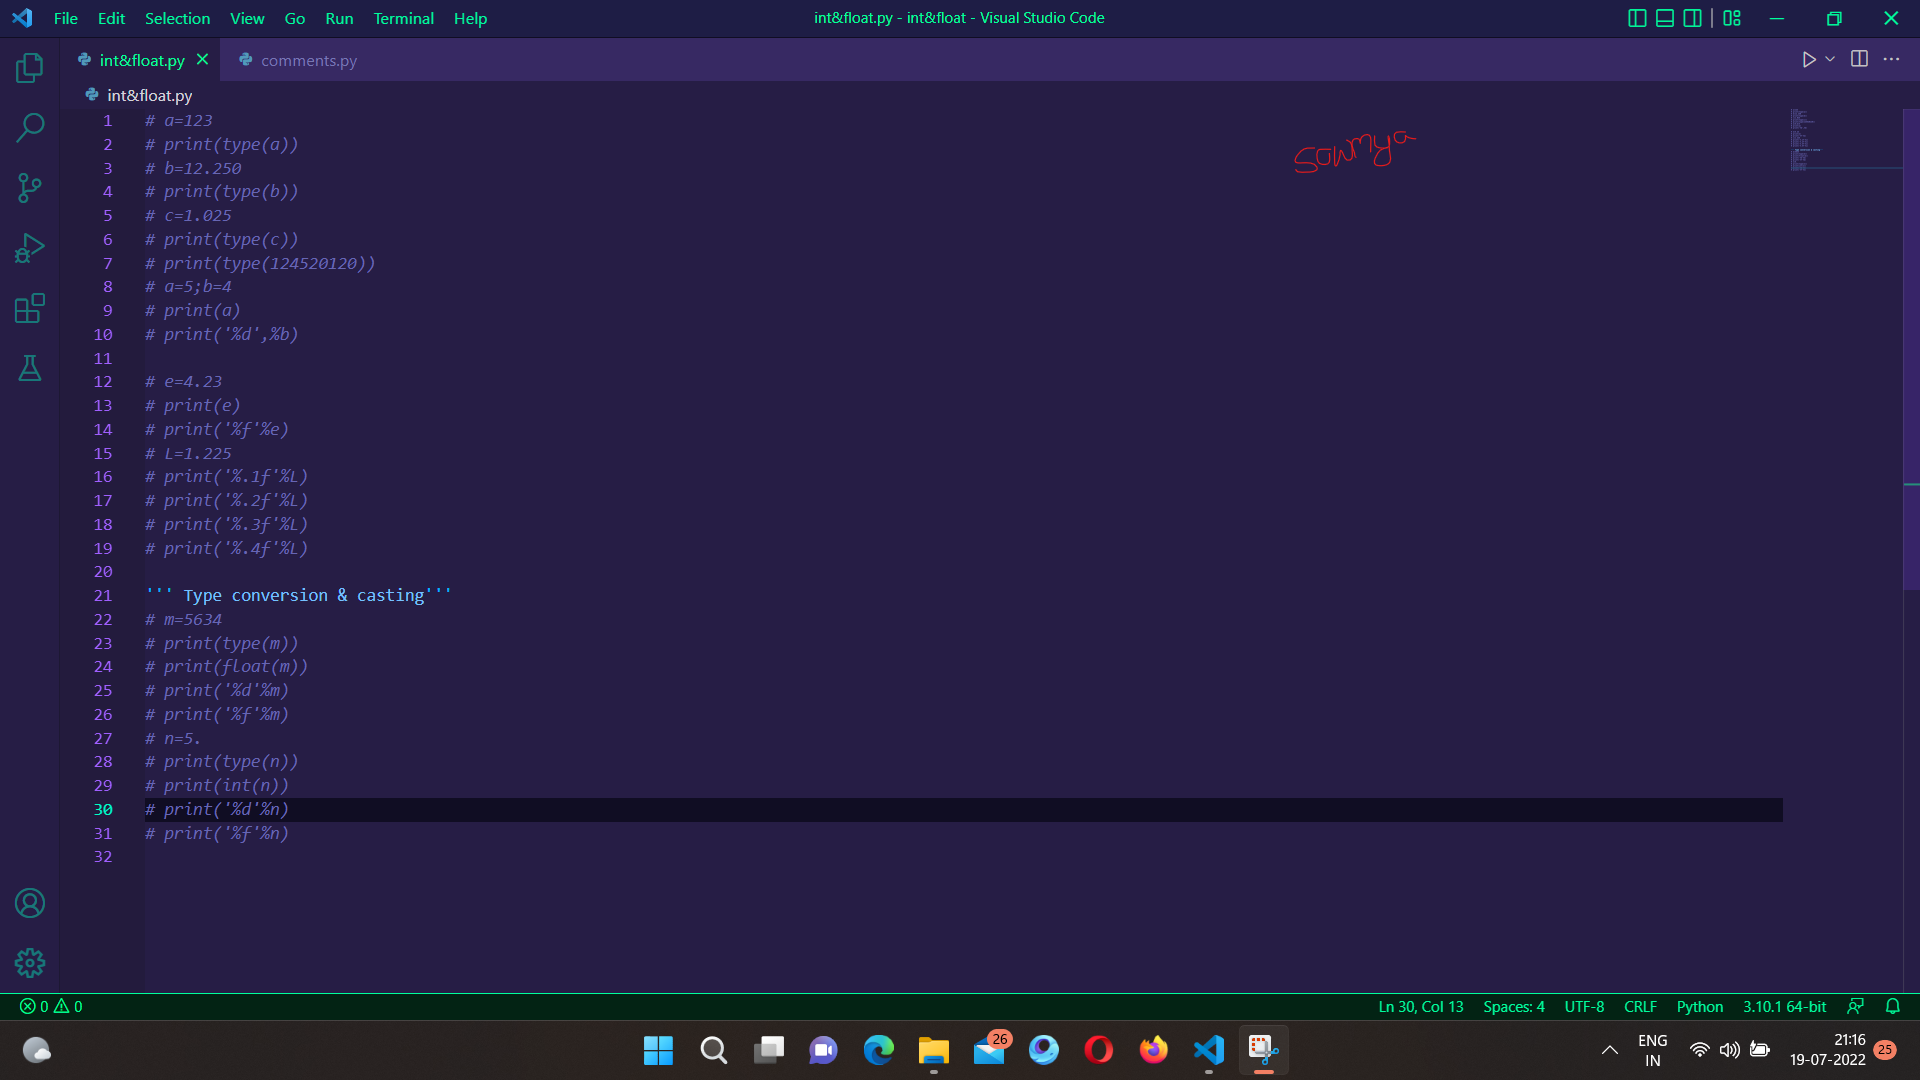 File Edit Selection View Go Run Terminal Help
int&float.py - int&float - Visual Studio Code
int&float.py
comments.py
int&float.py
1 # a=123
2 # print(type(a))
3 # b=12.250
4 # print(type(b))
5 # c=1.025
6 # print(type(c))
7 # print(type(124520120))
8 # a=5;b=4
9 # print(a)
10 # print('%d',%b)
11
12 # e=4.23
13 # print(e)
14 # print('%f'%e)
15 # L=1.225
16 # print('%.1f'%L)
17 # print('%.2f'%L)
18 # print('%.3f'%L)
19 # print('%.4f'%L)
20
21 ''' Type conversion & casting'''
22 # m=5634
23 # print(type(m))
24 # print(float(m))
25 # print('%d'%m)
26 # print('%f'%m)
27 # n=5.
28 # print(type(n))
29 # print(int(n))
30 # print('%d'%n)
31 # print('%f'%n)
32
sowmya
0 0
Ln 30, Col 13 Spaces: 4 UTF-8 CRLF Python 3.10.1 64-bit
26
ENG
IN
21:16
19-07-2022
25